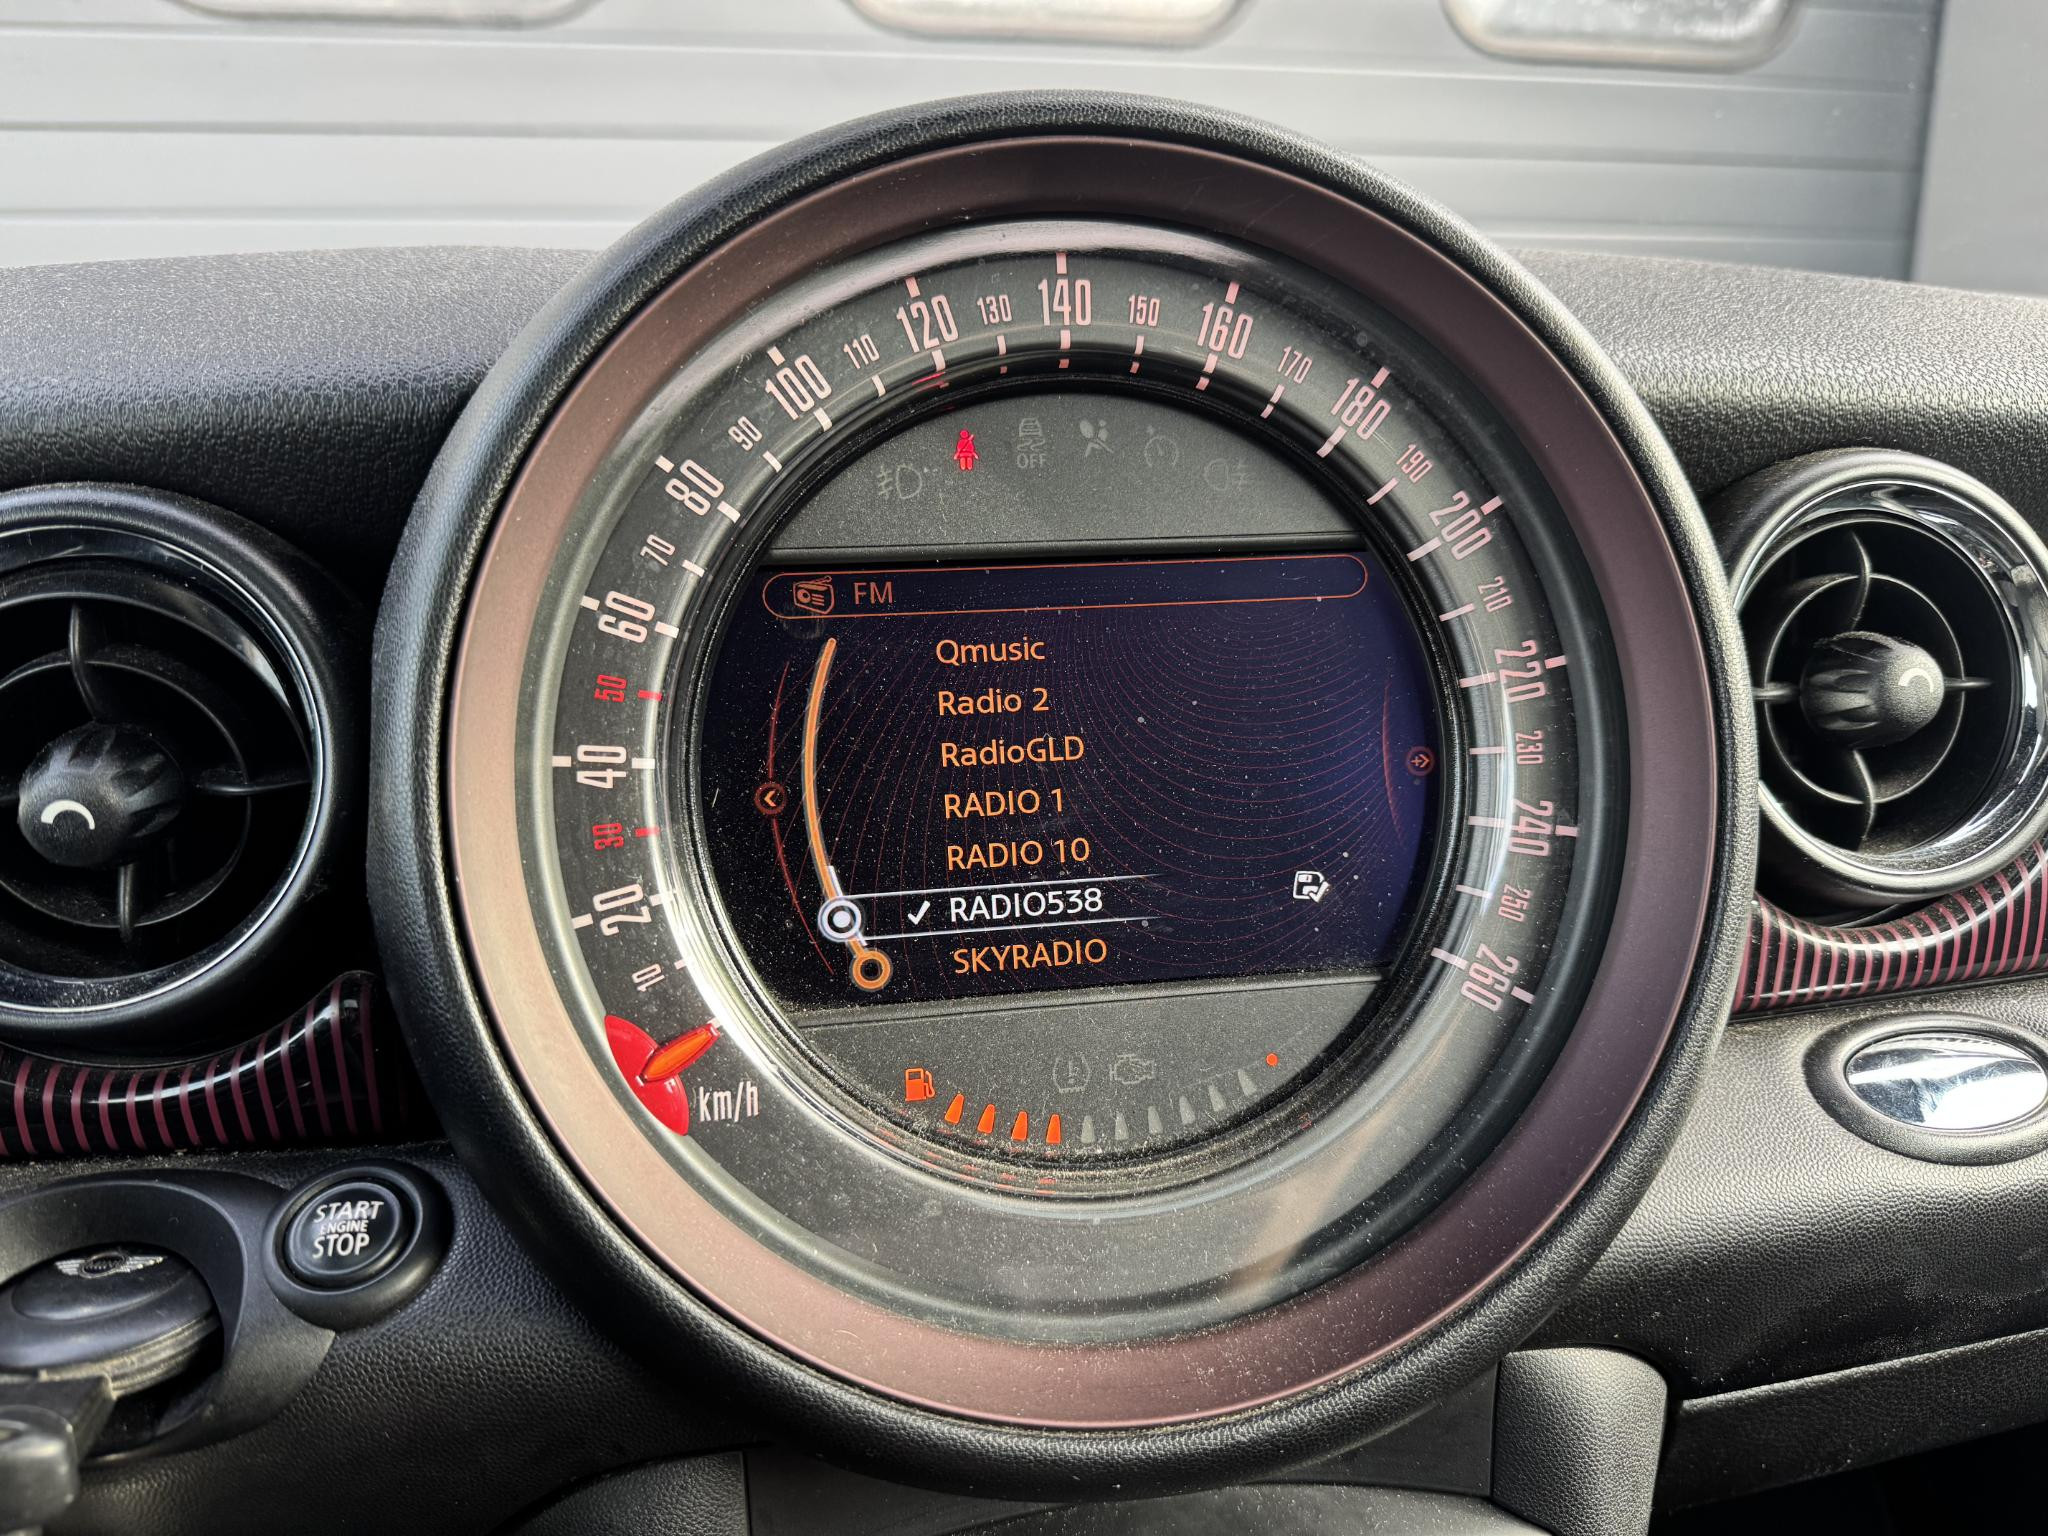 10
20
30
40
50
60
70
80
90
100
110
120
130
140
150
160
170
180
190
200
210
220
230
240
250
260
km/h
OFF
FM
Qmusic
Radio 2
RadioGLD
RADIO 1
RADIO 10
✓ RADIO538
SKYRADIO
START
ENGINE
STOP
MINI